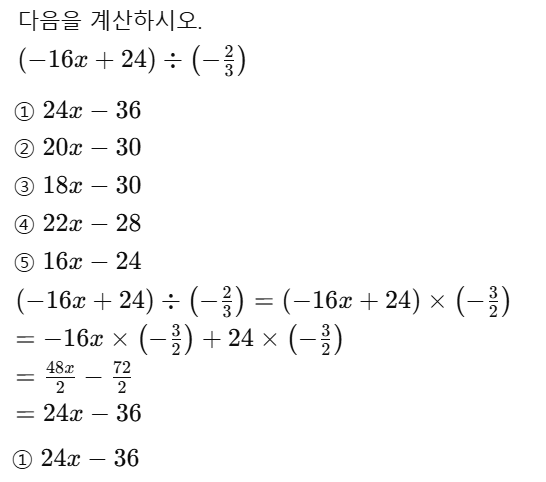 다음을 계산하시오.
(−16x + 24) ÷ (−2/3)
① 24x − 36
② 20x − 30
③ 18x − 30
④ 22x − 28
⑤ 16x − 24
(−16x + 24) ÷ (−2/3) = (−16x + 24) × (−3/2)
= −16x × (−3/2) + 24 × (−3/2)
= 48x/2 − 72/2
= 24x − 36
① 24x − 36